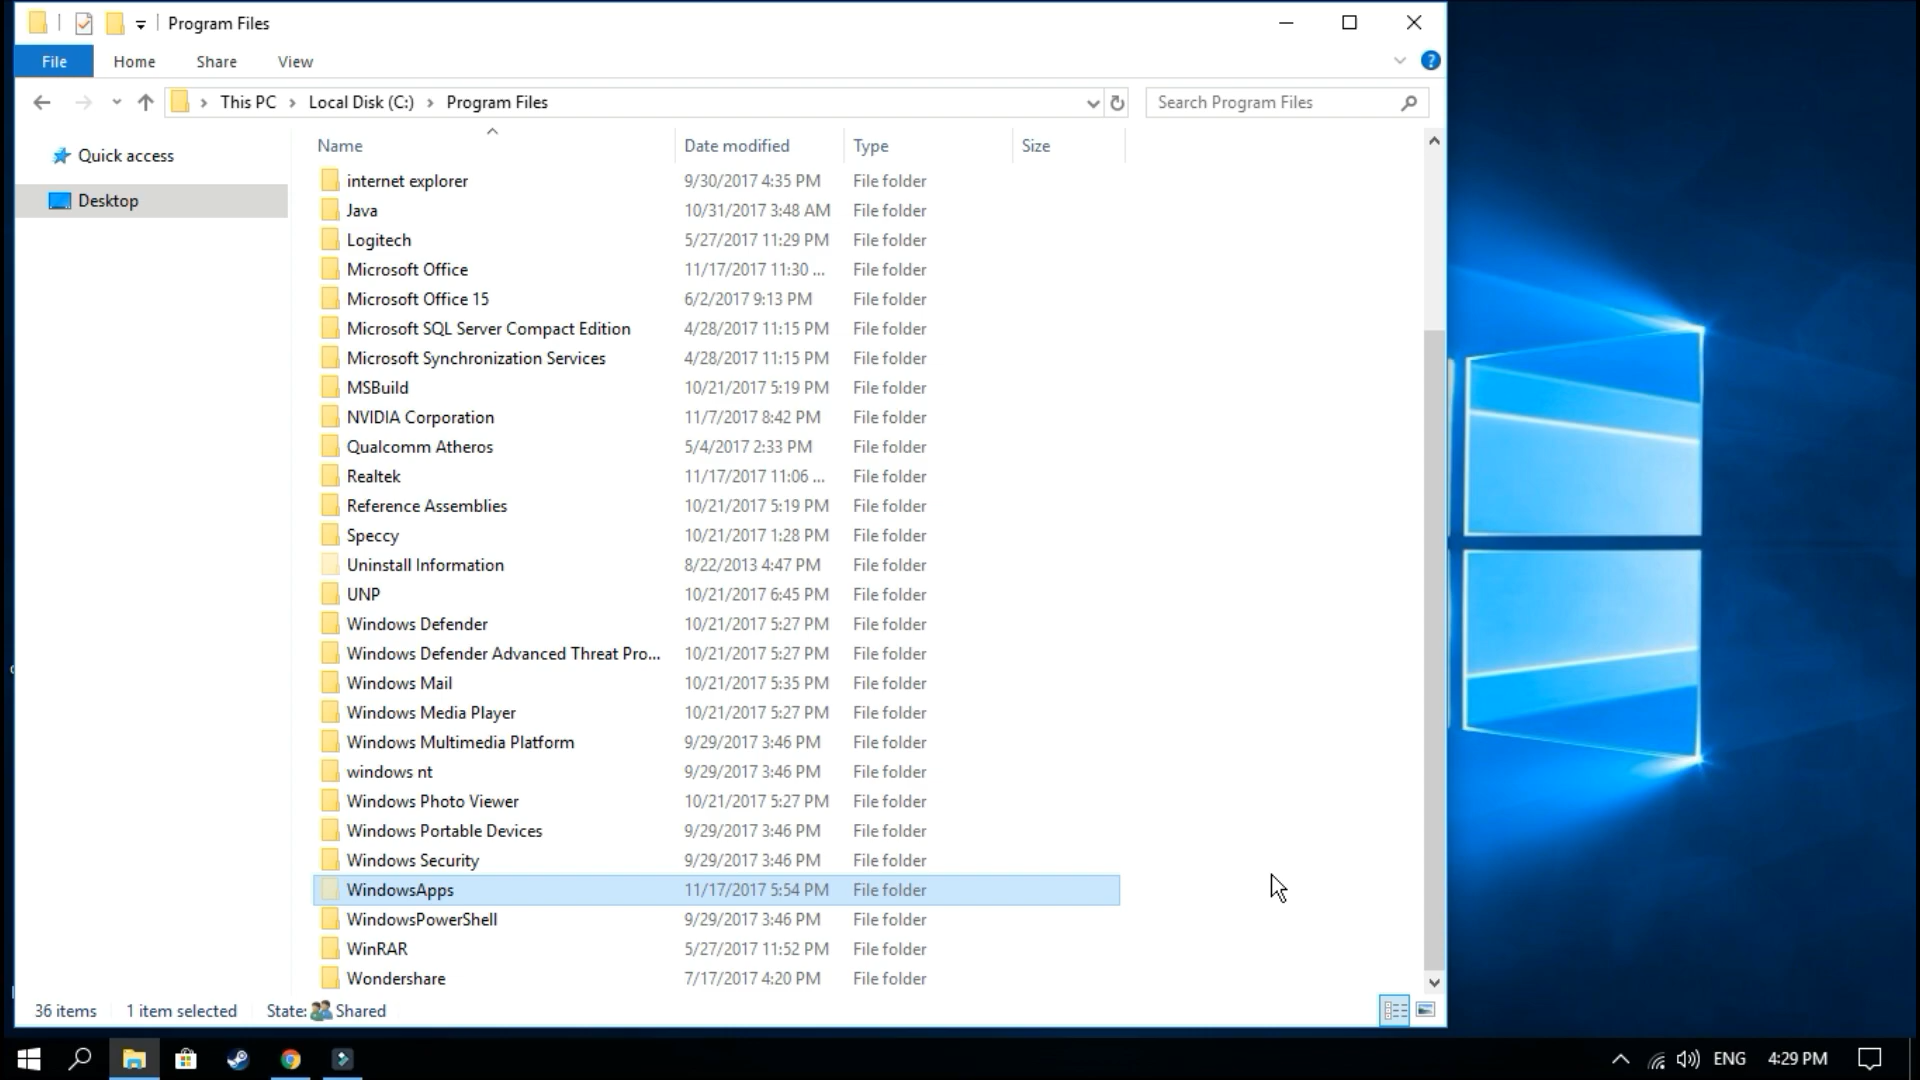 Program Files
File Home Share View
This PC Local Disk (C:) Program Files
Search Program Files
Quick access
Desktop
Name Date modified Type Size
internet explorer 9/30/2017 4:35 PM File folder
Java 10/31/2017 3:48 AM File folder
Logitech 5/27/2017 11:29 PM File folder
Microsoft Office 11/17/2017 11:30 ... File folder
Microsoft Office 15 6/2/2017 9:13 PM File folder
Microsoft SQL Server Compact Edition 4/28/2017 11:15 PM File folder
Microsoft Synchronization Services 4/28/2017 11:15 PM File folder
MSBuild 10/21/2017 5:19 PM File folder
NVIDIA Corporation 11/7/2017 8:42 PM File folder
Qualcomm Atheros 5/4/2017 2:33 PM File folder
Realtek 11/17/2017 11:06 ... File folder
Reference Assemblies 10/21/2017 5:19 PM File folder
Speccy 10/21/2017 1:28 PM File folder
Uninstall Information 8/22/2013 4:47 PM File folder
UNP 10/21/2017 6:45 PM File folder
Windows Defender 10/21/2017 5:27 PM File folder
Windows Defender Advanced Threat Pro... 10/21/2017 5:27 PM File folder
Windows Mail 10/21/2017 5:35 PM File folder
Windows Media Player 10/21/2017 5:27 PM File folder
Windows Multimedia Platform 9/29/2017 3:46 PM File folder
windows nt 9/29/2017 3:46 PM File folder
Windows Photo Viewer 10/21/2017 5:27 PM File folder
Windows Portable Devices 9/29/2017 3:46 PM File folder
Windows Security 9/29/2017 3:46 PM File folder
WindowsApps 11/17/2017 5:54 PM File folder
WindowsPowerShell 9/29/2017 3:46 PM File folder
WinRAR 5/27/2017 11:52 PM File folder
Wondershare 7/17/2017 4:20 PM File folder
36 items 1 item selected State: Shared
ENG 4:29 PM